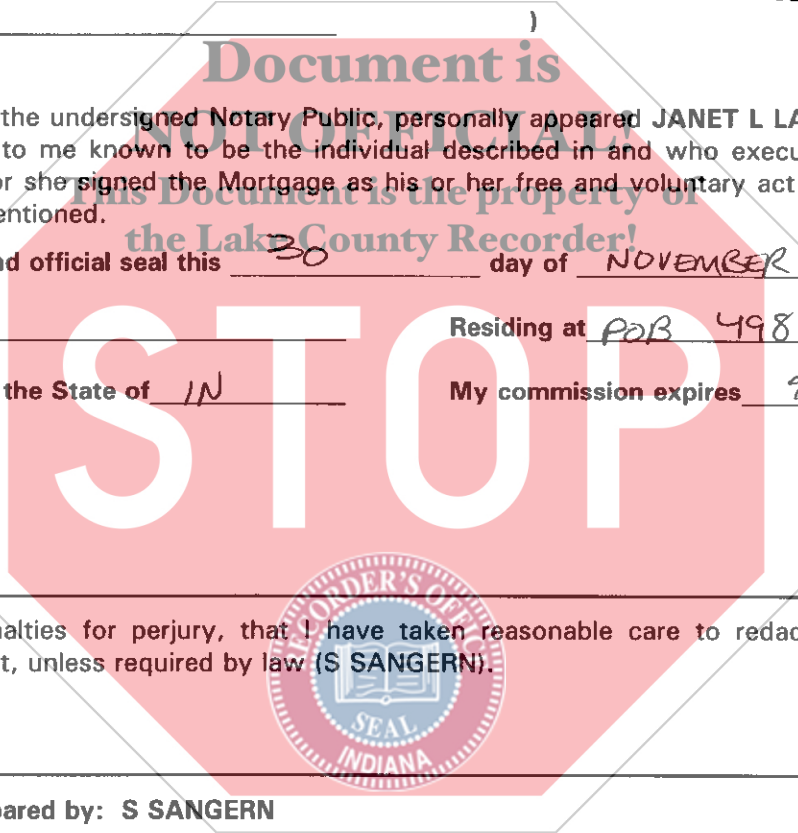 )
Document is
the undersigned Notary Public, personally appeared JANET L LA
NOT OFFICIAL!
to me known to be the individual described in and who execu
or she signed the Mortgage as his or her free and voluntary act
This Document is the property of
entioned.
the Lake County Recorder!
nd official seal this 30 day of NOVEMBER
STOP
Residing at POB 498
the State of IN My commission expires
RECORDER'S OFFIC
alties for perjury, that I have taken reasonable care to redac
t, unless required by law (S SANGERN).
SEAL
INDIANA
pared by: S SANGERN